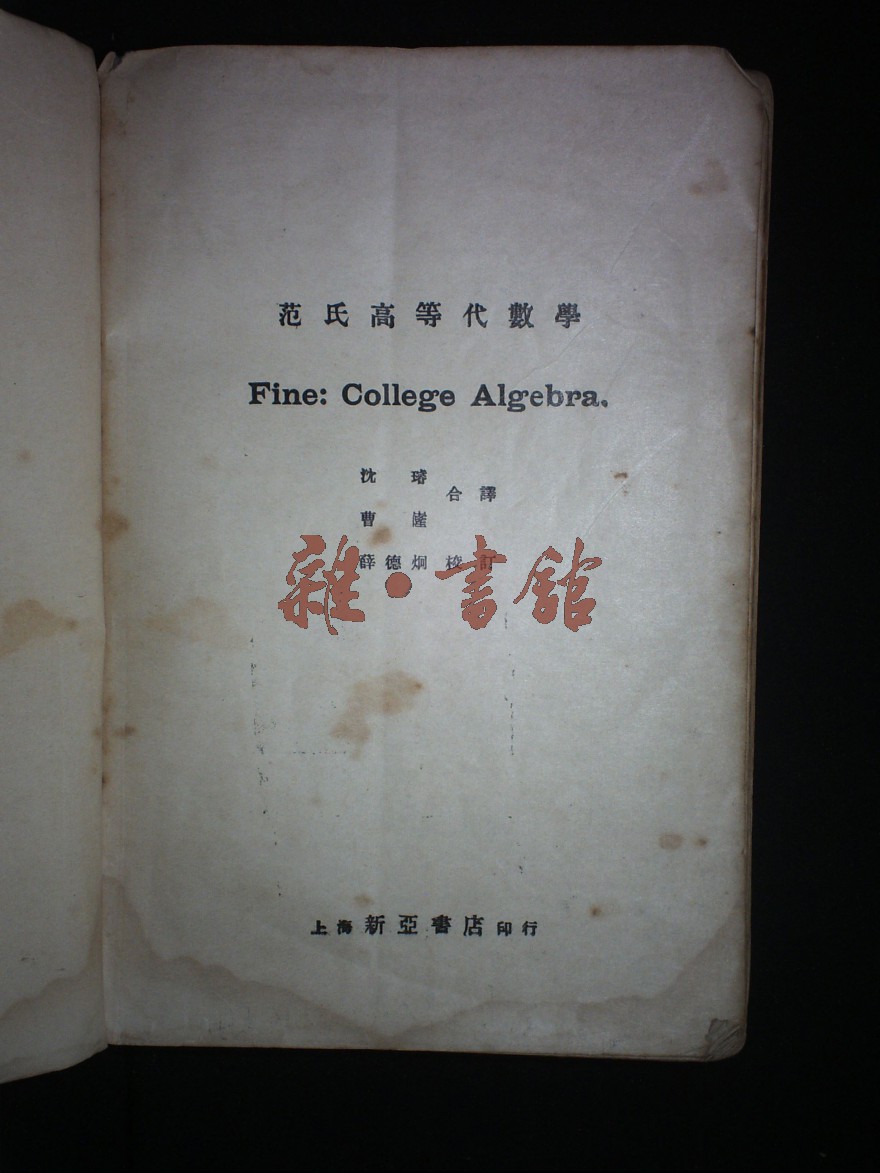 范氏高等代數學
Fine: College Algebra.
沈 璿
合譯
曹
薛德炯 校訂
雜·書館
上海新亞書店印行